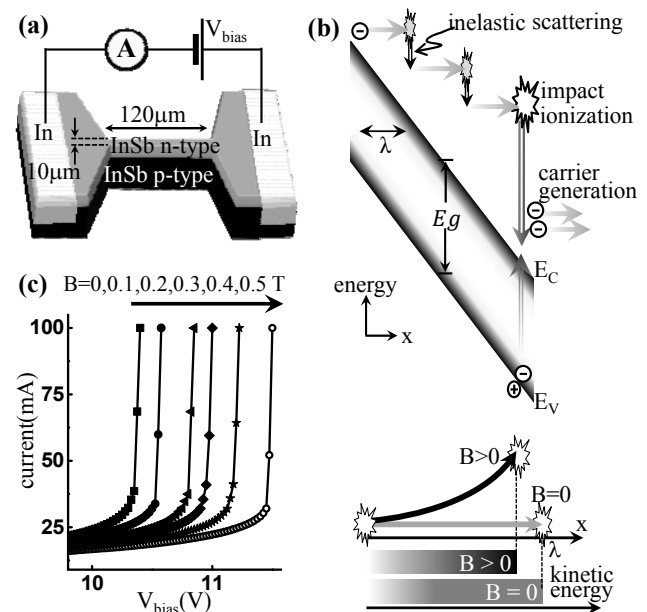 (a)
A
V_bias
120μm
In
In
InSb n-type
10μm
InSb p-type
(b)
inelastic scattering
impact
ionization
λ
carrier
generation
Eg
E_C
energy
x
E_V
(c)
B=0,0.1,0.2,0.3,0.4,0.5 T
current(mA)
100
75
50
25
10
11
V_bias(V)
B>0
B=0
x
λ
B > 0
B = 0
kinetic
energy